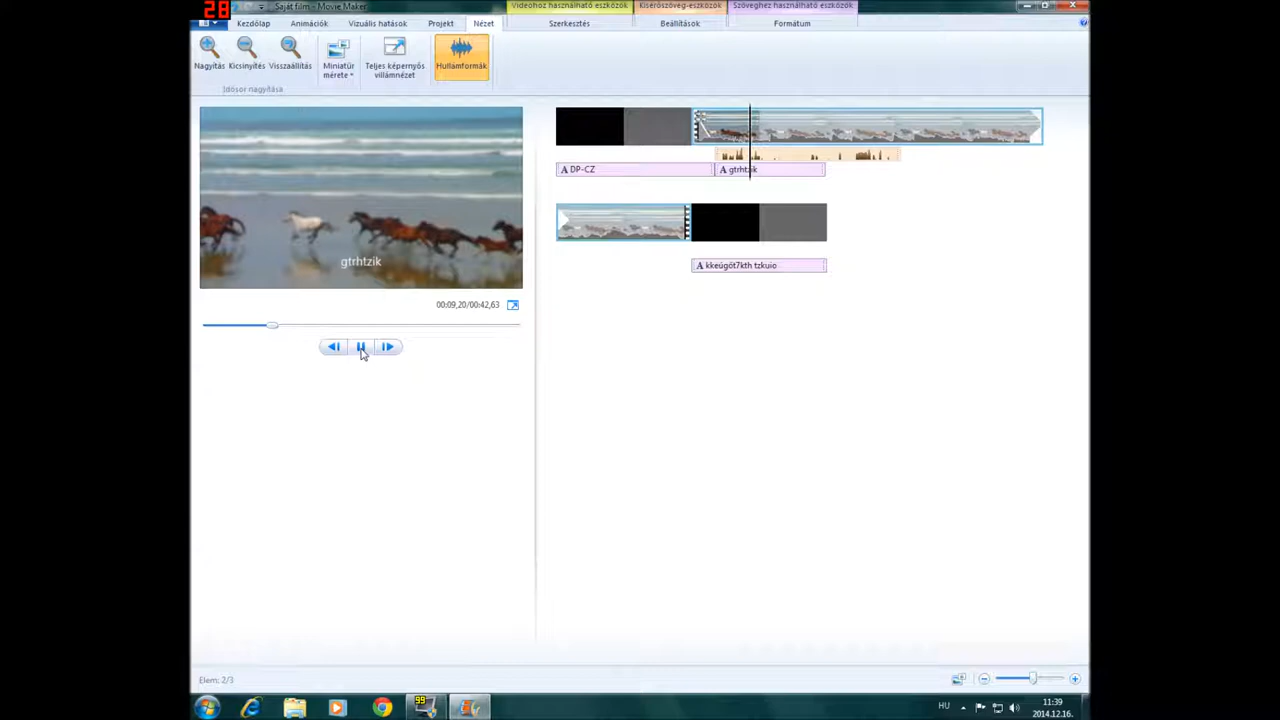 28
Saját film - Movie Maker
Videóhoz használható eszközök
Kísérőszöveg-eszközök
Szöveghez használható eszközök
Kezdőlap
Animációk
Vizuális hatások
Projekt
Nézet
Szerkesztés
Beállítások
Formátum
Nagyítás
Kicsinyítés
Visszaállítás
Miniatűr mérete
Teljes képernyős villámnézet
Hullámformák
Idősor nagyítása
gtrhtzik
00:09,20/00:42,63
DP-CZ
gtrhtzik
kkeügót7kth tzkuio
Elem: 2/3
99
HU
11:39
2014.12.16.